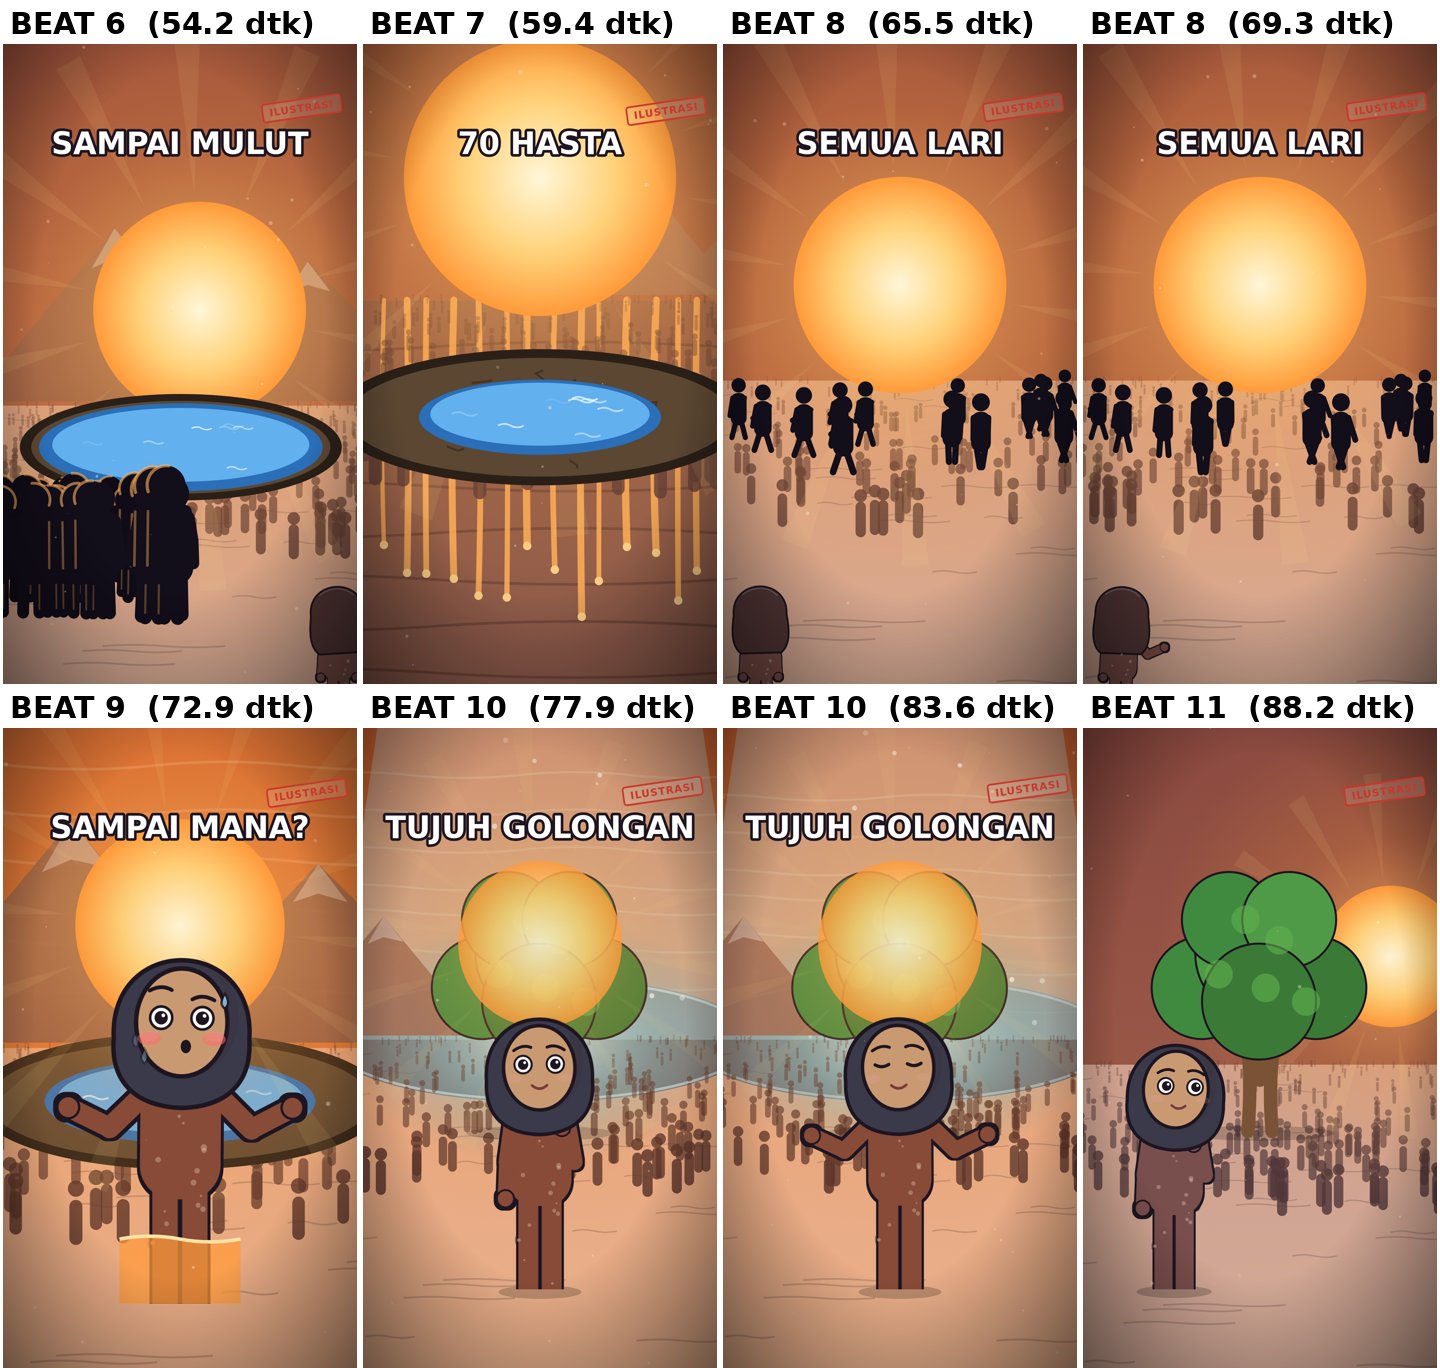 BEAT 6 (54.2 dtk)
ILUSTRASI
SAMPAI MULUT
BEAT 7 (59.4 dtk)
ILUSTRASI
70 HASTA
BEAT 8 (65.5 dtk)
ILUSTRASI
SEMUA LARI
BEAT 8 (69.3 dtk)
ILUSTRASI
SEMUA LARI
BEAT 9 (72.9 dtk)
ILUSTRASI
SAMPAI MANA?
BEAT 10 (77.9 dtk)
ILUSTRASI
TUJUH GOLONGAN
BEAT 10 (83.6 dtk)
ILUSTRASI
TUJUH GOLONGAN
BEAT 11 (88.2 dtk)
ILUSTRASI